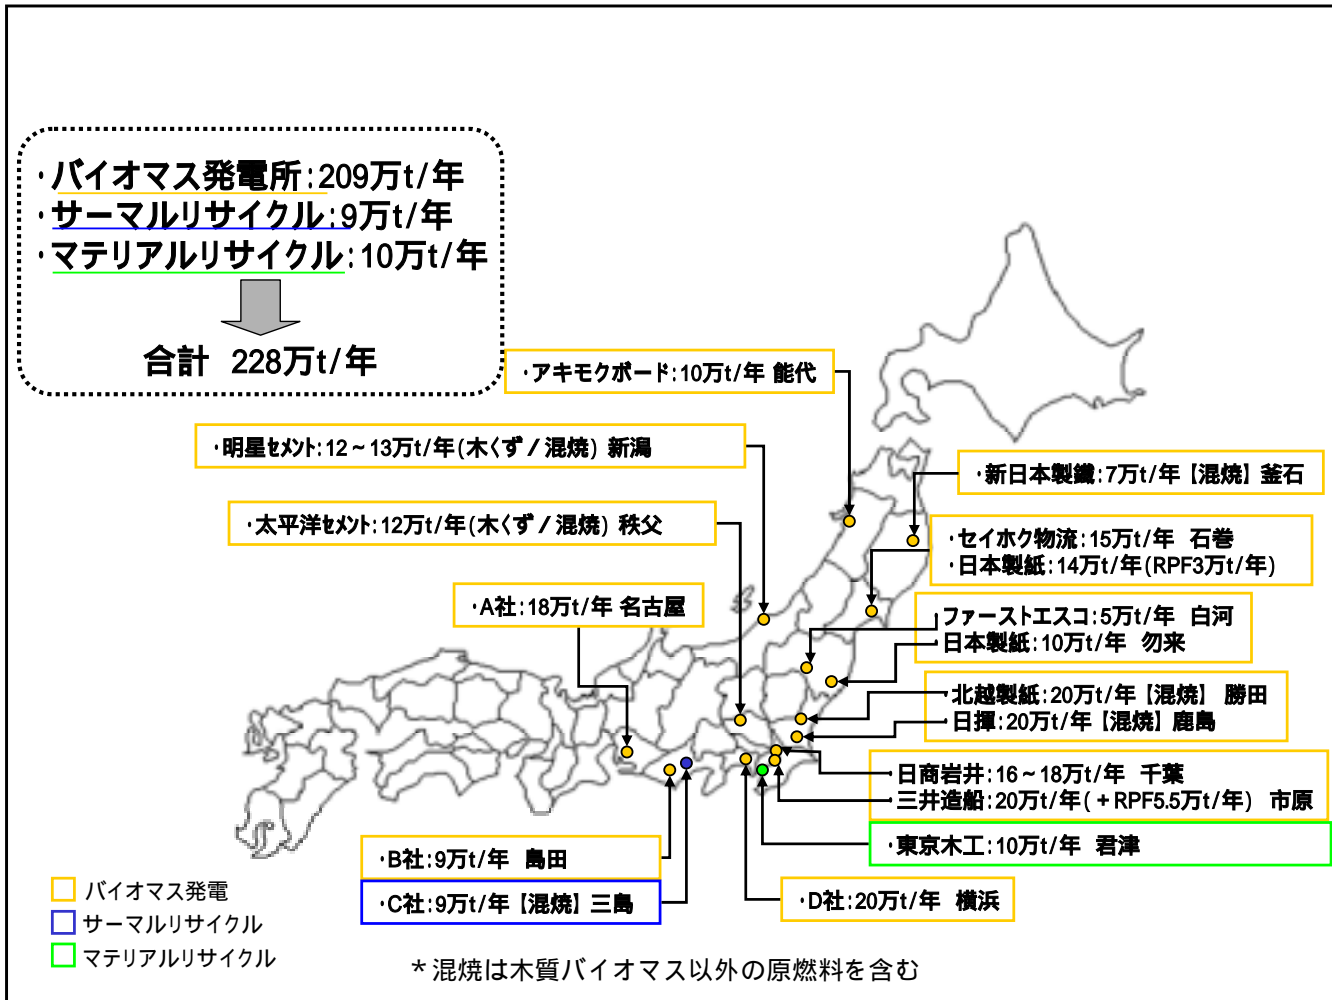 ・バイオマス発電所:209万t/年
・サーマルリサイクル:9万t/年
・マテリアルリサイクル:10万t/年
合計 228万t/年
・アキモクボード:10万t/年 能代
・明星セメント:12～13万t/年(木くず/混焼) 新潟
・新日本製鐵:7万t/年【混焼】釜石
・太平洋セメント:12万t/年(木くず/混焼) 秩父
・セイホク物流:15万t/年 石巻
・日本製紙:14万t/年(RPF3万t/年)
・A社:18万t/年 名古屋
ファーストエスコ:5万t/年 白河
日本製紙:10万t/年 勿来
・北越製紙:20万t/年【混焼】 勝田
・日揮:20万t/年【混焼】鹿島
・日商岩井:16～18万t/年 千葉
・三井造船:20万t/年(+RPF5.5万t/年) 市原
・東京木工:10万t/年 君津
・B社:9万t/年 島田
・C社:9万t/年【混焼】三島
・D社:20万t/年 横浜
バイオマス発電
サーマルリサイクル
マテリアルリサイクル
*混焼は木質バイオマス以外の原燃料を含む